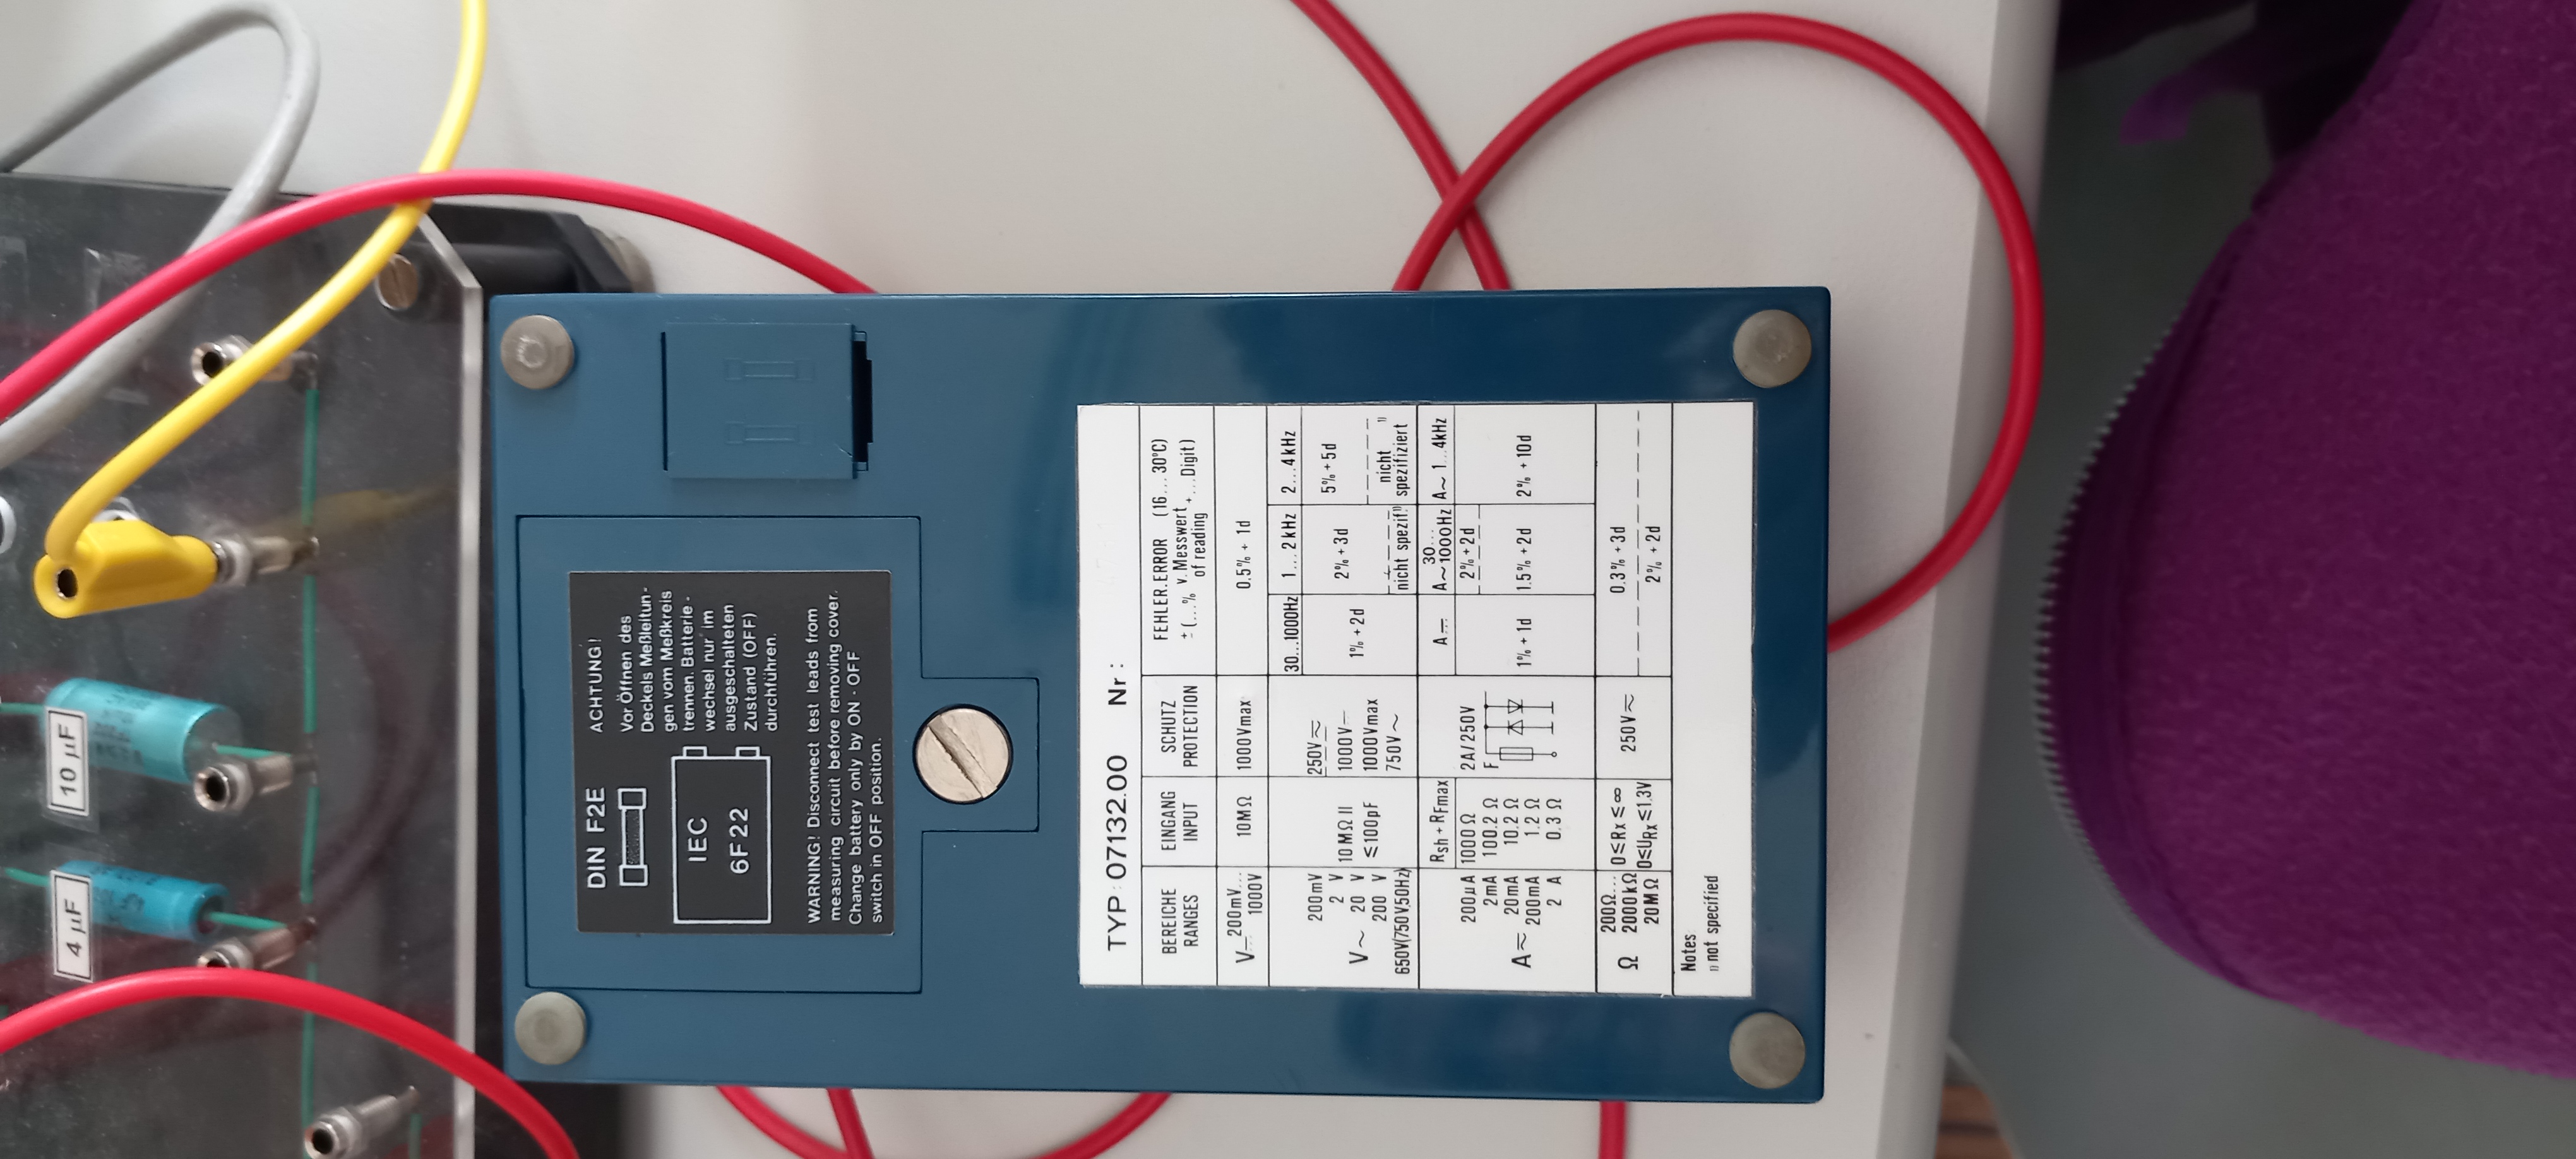 4 µF
10 µF
DIN F2E
IEC
6F22
ACHTUNG!
Vor Öffnen des
Deckels Meßleitun-
gen vom Meßkreis
trennen. Batterie-
wechsel nur im
ausgeschalteten
Zustand (OFF)
durchführen.
WARNING! Disconnect test leads from
measuring circuit before removing cover.
Change battery only by ON-OFF
switch in OFF position.
TYP: 07132.00 Nr:
BEREICHE
RANGES
EINGANG
INPUT
SCHUTZ
PROTECTION
FEHLER.ERROR (16...30°C)
±(...% v. Messwert
of reading +...Digit)
V⎓ 200mV...
1000V
10MΩ
1000Vmax
0.5% + 1d
V~
200mV
2 V
20 V
200 V
650V(750V,50Hz)
10MΩ II
≤100pF
250V≂
1000V⎓
1000Vmax
750V~
30...1000Hz
1...2kHz
2...4kHz
1% + 2d
2% + 3d
nicht spezif.¹⁾
5% + 5d
nicht ¹⁾
spezifiziert
A≂
200µA
2mA
20mA
200mA
2 A
Rsh + RFmax
1000 Ω
100.2 Ω
10.2 Ω
1.2 Ω
0.3 Ω
2A/250V
F
A⎓
A~ 30...
1000Hz
A~ 1...4kHz
1% + 1d
2% + 2d
1.5% + 2d
2% + 10d
Ω
200Ω...
2000kΩ
20MΩ
0≤Rx≤∞
0≤URx≤1.3V
250V≂
0.3% + 3d
2% + 2d
Notes
¹⁾ not specified